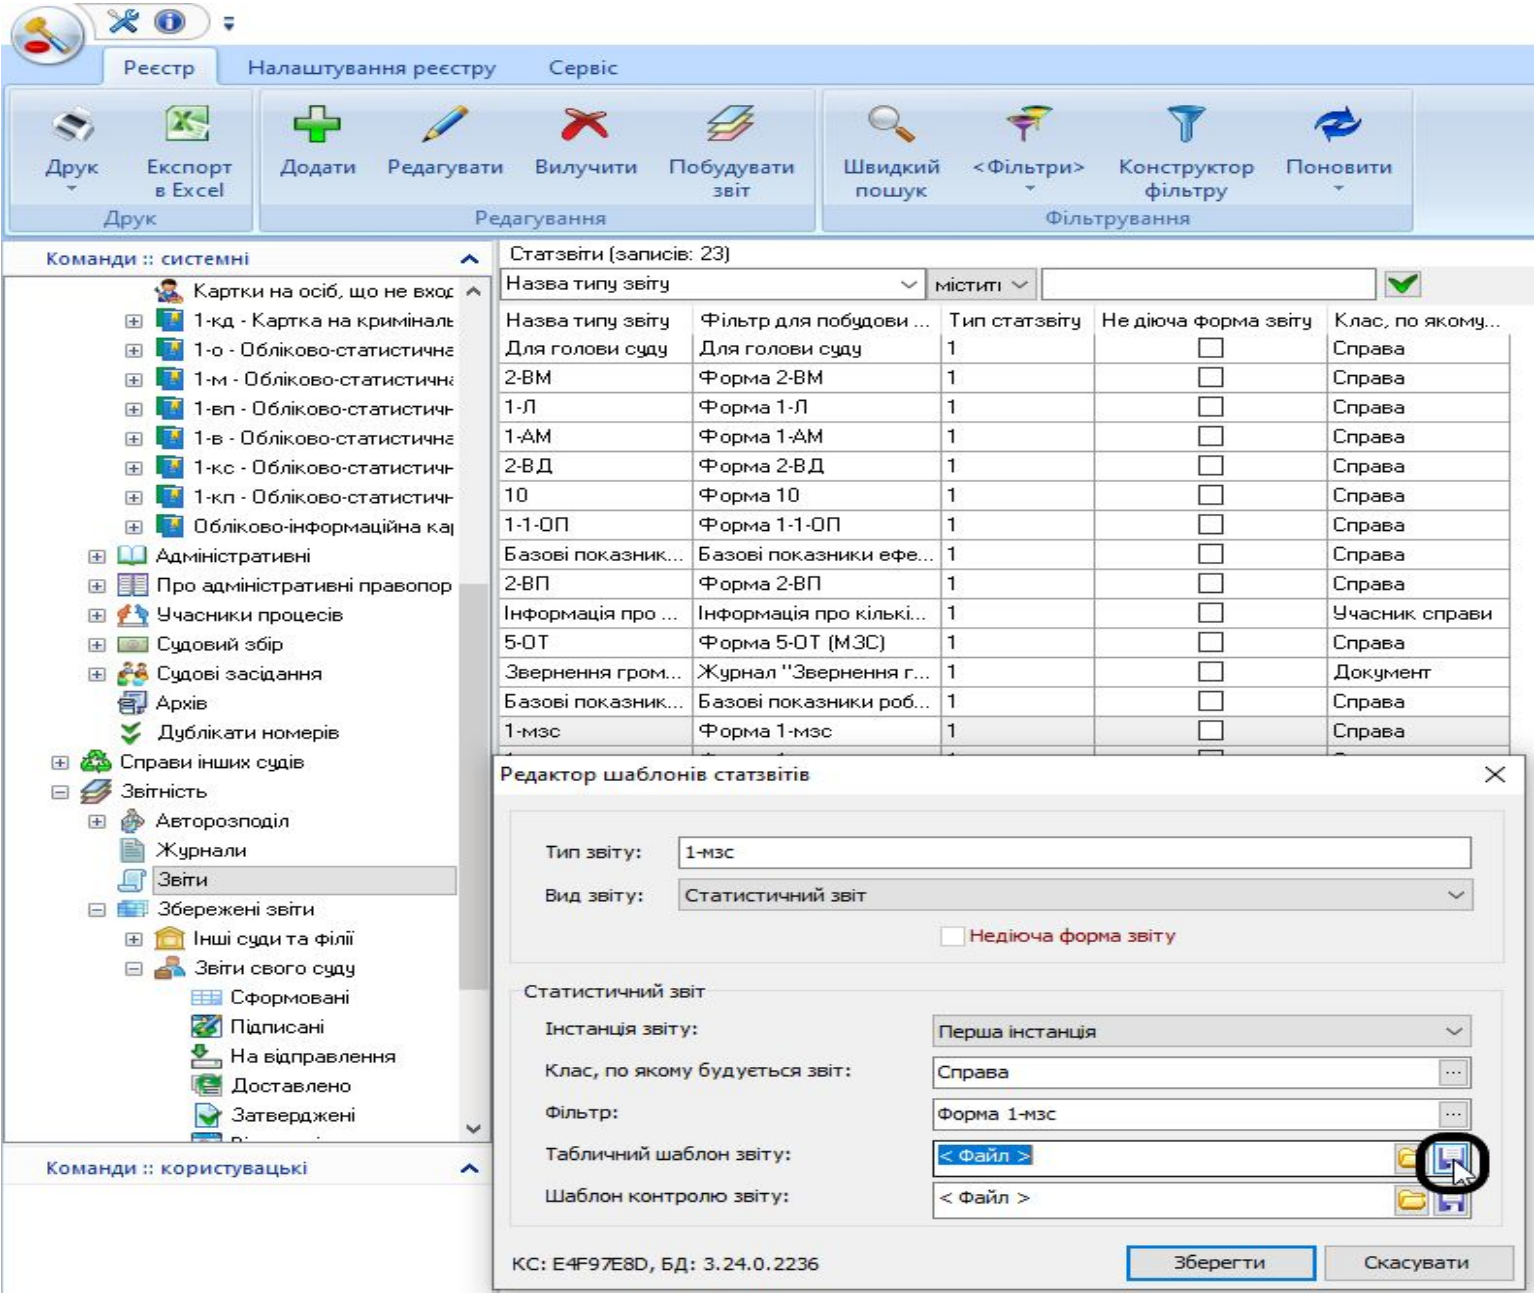 Реєстр Налаштування реєстру Сервіс
Друк Експорт в Excel Додати Редагувати Вилучити Побудувати звіт Швидкий пошук <Фільтри> Конструктор фільтру Поновити
Друк Редагування Фільтрування
Команди :: системні
Картки на осіб, що не вхо
1-кд - Картка на криміналь
1-о - Обліково-статистична
1-м - Обліково-статистична
1-вп - Обліково-статистичн
1-в - Обліково-статистична
1-кс - Обліково-статистичн
1-кп - Обліково-статистичн
Обліково-інформаційна ка
Адміністративні
Про адміністративні правопор
Учасники процесів
Судовий збір
Судові засідання
Архів
Дублікати номерів
Справи інших судів
Звітність
Авторозподіл
Журнали
Звіти
Збережені звіти
Інші суди та філії
Звіти свого суду
Сформовані
Підписані
На відправлення
Доставлено
Затверджені
Команди :: користувацькі
Статзвіти (записів: 23)
Назва типу звіту містити
Назва типу звіту Фільтр для побудови ... Тип статзвіту Не діюча форма звіту Клас, по якому...
Для голови суду Для голови суду 1 Справа
2-ВМ Форма 2-ВМ 1 Справа
1-Л Форма 1-Л 1 Справа
1-АМ Форма 1-АМ 1 Справа
2-ВД Форма 2-ВД 1 Справа
10 Форма 10 1 Справа
1-1-ОП Форма 1-1-ОП 1 Справа
Базові показник... Базові показники ефе... 1 Справа
2-ВП Форма 2-ВП 1 Справа
Інформація про ... Інформація про кількі... 1 Учасник справи
5-ОТ Форма 5-ОТ (МЗС) 1 Справа
Звернення гром... Журнал "Звернення г... 1 Документ
Базові показник... Базові показники роб... 1 Справа
1-мзс Форма 1-мзс 1 Справа
Редактор шаблонів статзвітів
Тип звіту: 1-мзс
Вид звіту: Статистичний звіт
Недіюча форма звіту
Статистичний звіт
Інстанція звіту: Перша інстанція
Клас, по якому будується звіт: Справа ...
Фільтр: Форма 1-мзс ...
Табличний шаблон звіту: < Файл >
Шаблон контролю звіту: < Файл >
КС: E4F97E8D, БД: 3.24.0.2236 Зберегти Скасувати